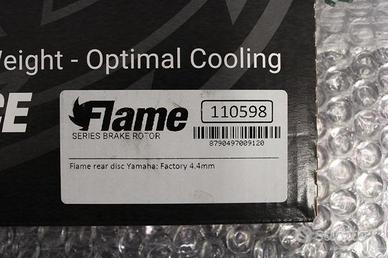 Weight - Optimal Cooling
CE
Flame
110598
SERIES BRAKE ROTOR
8790497009120
Flame rear disc Yamaha: Factory 4.4mm